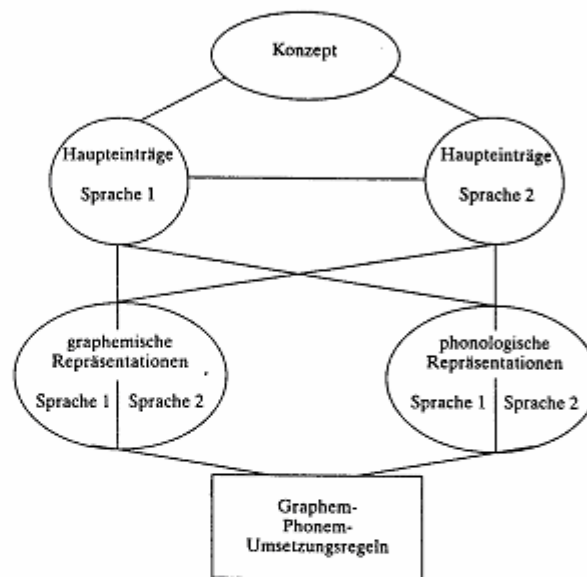 Konzept
Haupteinträge
Sprache 1
Haupteinträge
Sprache 2
graphemische
Repräsentationen
Sprache 1
Sprache 2
phonologische
Repräsentationen
Sprache 1
Sprache 2
Graphem-
Phonem-
Umsetzungsregeln